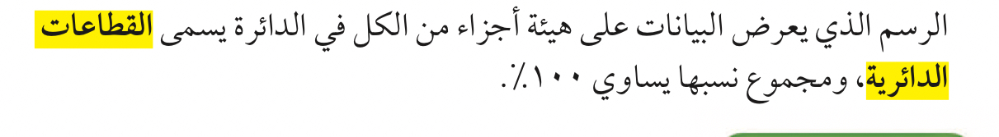 الرسم الذي يعرض البيانات على هيئة أجزاء من الكل في الدائرة يسمى القطاعات
الدائرية، ومجموع نسبها يساوي ١٠٠٪.